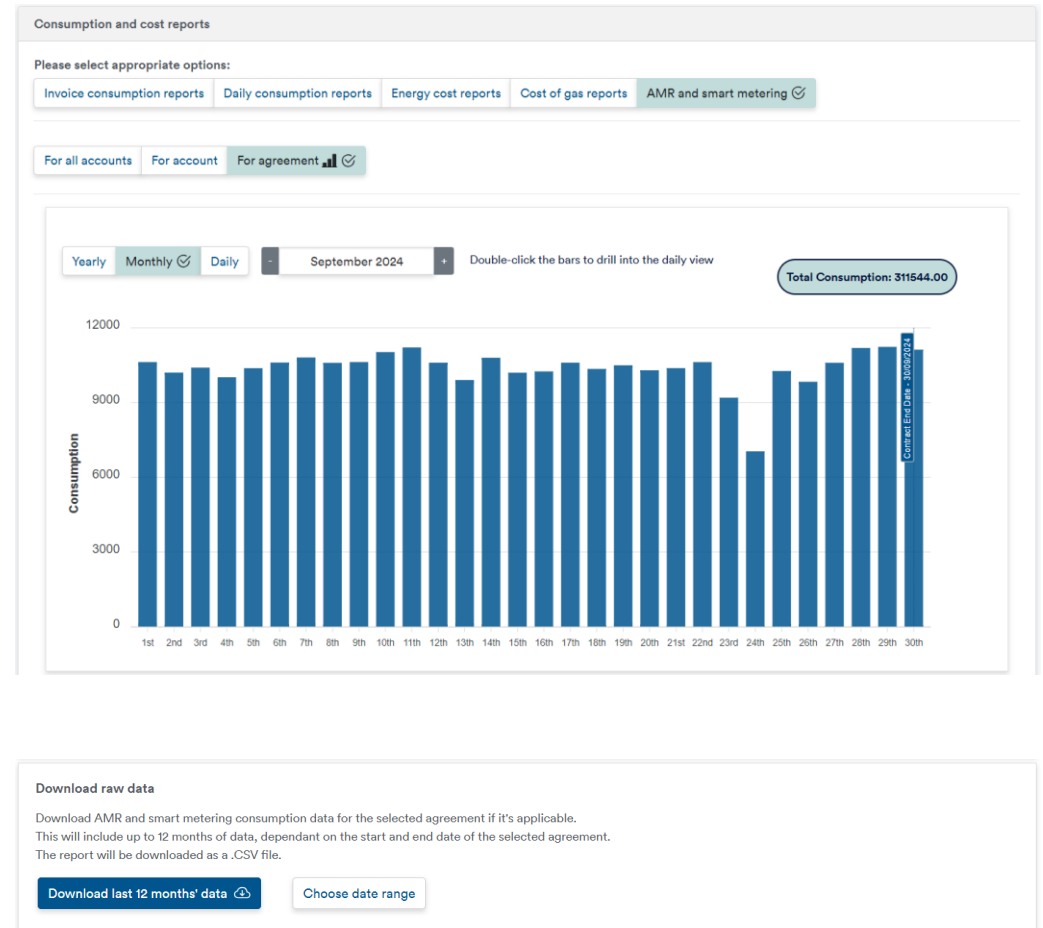 Consumption and cost reports
Please select appropriate options:
Invoice consumption reports Daily consumption reports Energy cost reports Cost of gas reports AMR and smart metering
For all accounts For account For agreement
Yearly Monthly Daily - September 2024 + Double-click the bars to drill into the daily view
Total Consumption: 311544.00
12000
9000
6000
3000
0
Consumption
Contract End Date - 30/09/2024
1st 2nd 3rd 4th 5th 6th 7th 8th 9th 10th 11th 12th 13th 14th 15th 16th 17th 18th 19th 20th 21st 22nd 23rd 24th 25th 26th 27th 28th 29th 30th
Download raw data
Download AMR and smart metering consumption data for the selected agreement if it's applicable.
This will include up to 12 months of data, dependant on the start and end date of the selected agreement.
The report will be downloaded as a .CSV file.
Download last 12 months' data Choose date range